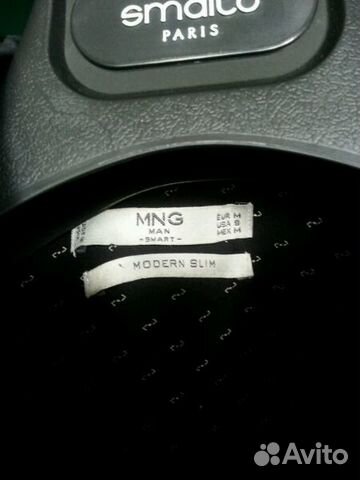 smalto
PARIS
MNG
MAN
-SMART-
EUR M
USA S
MEX M
MODERN SLIM
Avito